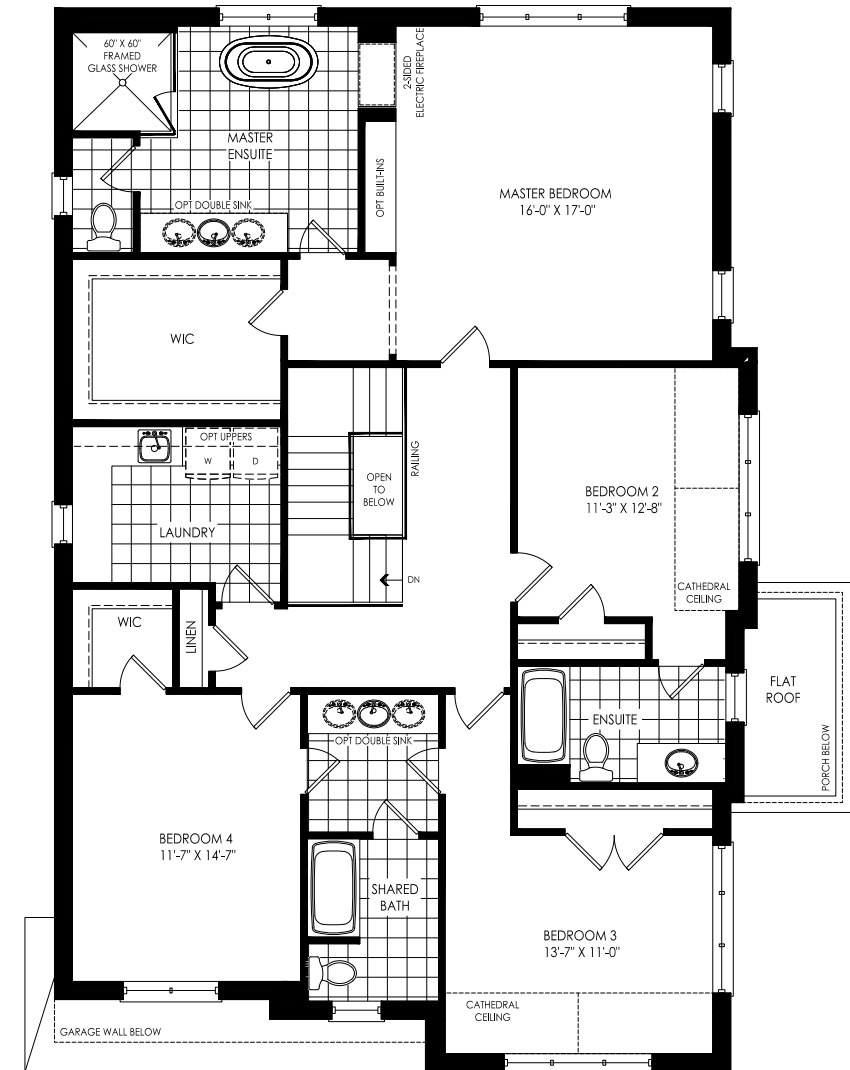 60" X 60"
FRAMED
GLASS SHOWER
2-SIDED
ELECTRIC FIREPLACE
MASTER
ENSUITE
OPT BUILT-INS
MASTER BEDROOM
16'-0" X 17'-0"
OPT DOUBLE SINK
WIC
OPT UPPERS
W
D
LAUNDRY
RAILING
OPEN
TO
BELOW
DN
BEDROOM 2
11'-3" X 12'-8"
CATHEDRAL
CEILING
WIC
LINEN
FLAT
ROOF
PORCH BELOW
ENSUITE
OPT DOUBLE SINK
BEDROOM 4
11'-7" X 14'-7"
SHARED
BATH
BEDROOM 3
13'-7" X 11'-0"
CATHEDRAL
CEILING
GARAGE WALL BELOW